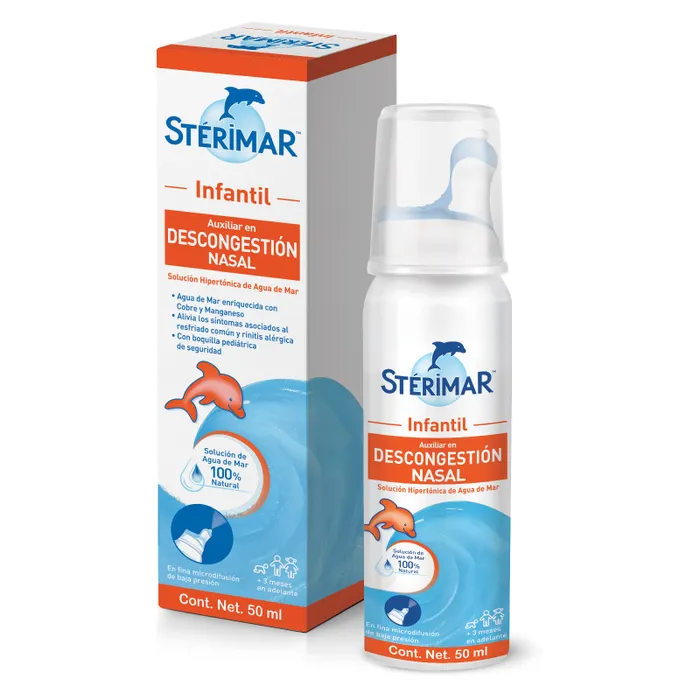 STÉRIMAR™
Infantil
STÉRIMAR™
Infantil
Auxiliar en
DESCONGESTIÓN
NASAL
Solución Hipertónica de Agua de Mar
• Agua de Mar enriquecida con
Cobre y Manganeso
• Alivia los síntomas asociados al
resfriado común y rinitis alérgica
• Con boquilla pediátrica
de seguridad
Solución de
Agua de Mar
100%
Natural
En fina microdifusión
de baja presión
+ 3 meses
en adelante
Cont. Net. 50 ml
STÉRIMAR™
Infantil
Auxiliar en
DESCONGESTIÓN
NASAL
Solución Hipertónica de Agua de Mar
Solución de
Agua de Mar
100%
Natural
En fina microdifusión
de baja presión
+ 3 meses
en adelante
Cont. Net. 50 ml